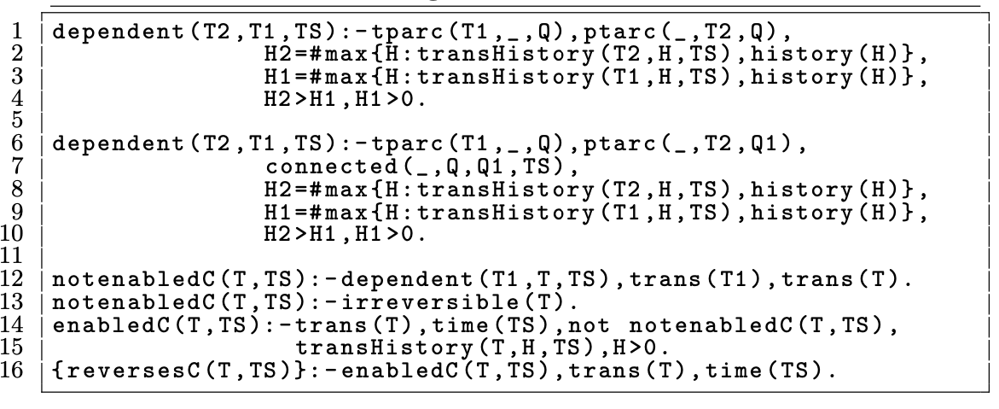 1 dependent(T2,T1,TS):-tparc(T1,_,Q),ptarc(_,T2,Q),
2 H2=#max{H:transHistory(T2,H,TS),history(H)},
3 H1=#max{H:transHistory(T1,H,TS),history(H)},
4 H2>H1,H1>0.
5
6 dependent(T2,T1,TS):-tparc(T1,_,Q),ptarc(_,T2,Q1),
7 connected(_,Q,Q1,TS),
8 H2=#max{H:transHistory(T2,H,TS),history(H)},
9 H1=#max{H:transHistory(T1,H,TS),history(H)},
10 H2>H1,H1>0.
11
12 notenabledC(T,TS):-dependent(T1,T,TS),trans(T1),trans(T).
13 notenabledC(T,TS):-irreversible(T).
14 enabledC(T,TS):-trans(T),time(TS),not notenabledC(T,TS),
15 transHistory(T,H,TS),H>0.
16 {reversesC(T,TS)}:-enabledC(T,TS),trans(T),time(TS).